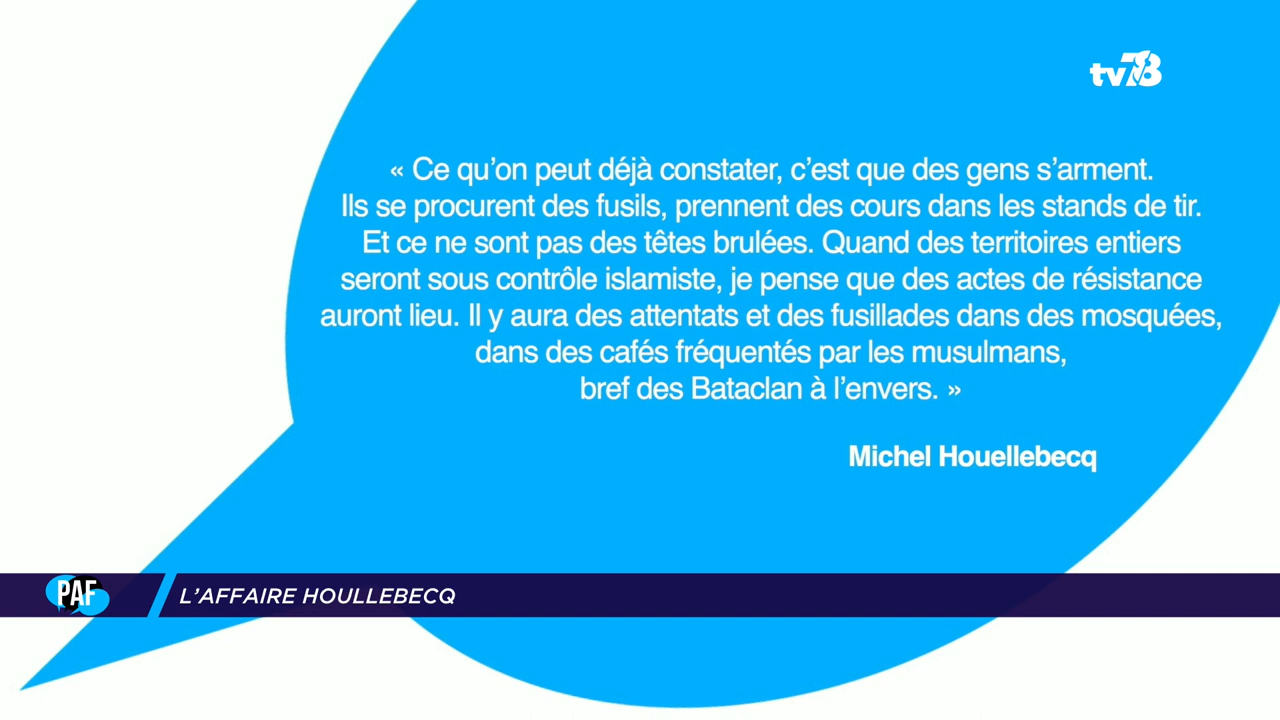 tv78
« Ce qu'on peut déjà constater, c'est que des gens s'arment.
Ils se procurent des fusils, prennent des cours dans les stands de tir.
Et ce ne sont pas des têtes brulées. Quand des territoires entiers
seront sous contrôle islamiste, je pense que des actes de résistance
auront lieu. Il y aura des attentats et des fusillades dans des mosquées,
dans des cafés fréquentés par les musulmans,
bref des Bataclan à l'envers. »
Michel Houellebecq
PAF
L'AFFAIRE HOULLEBECQ